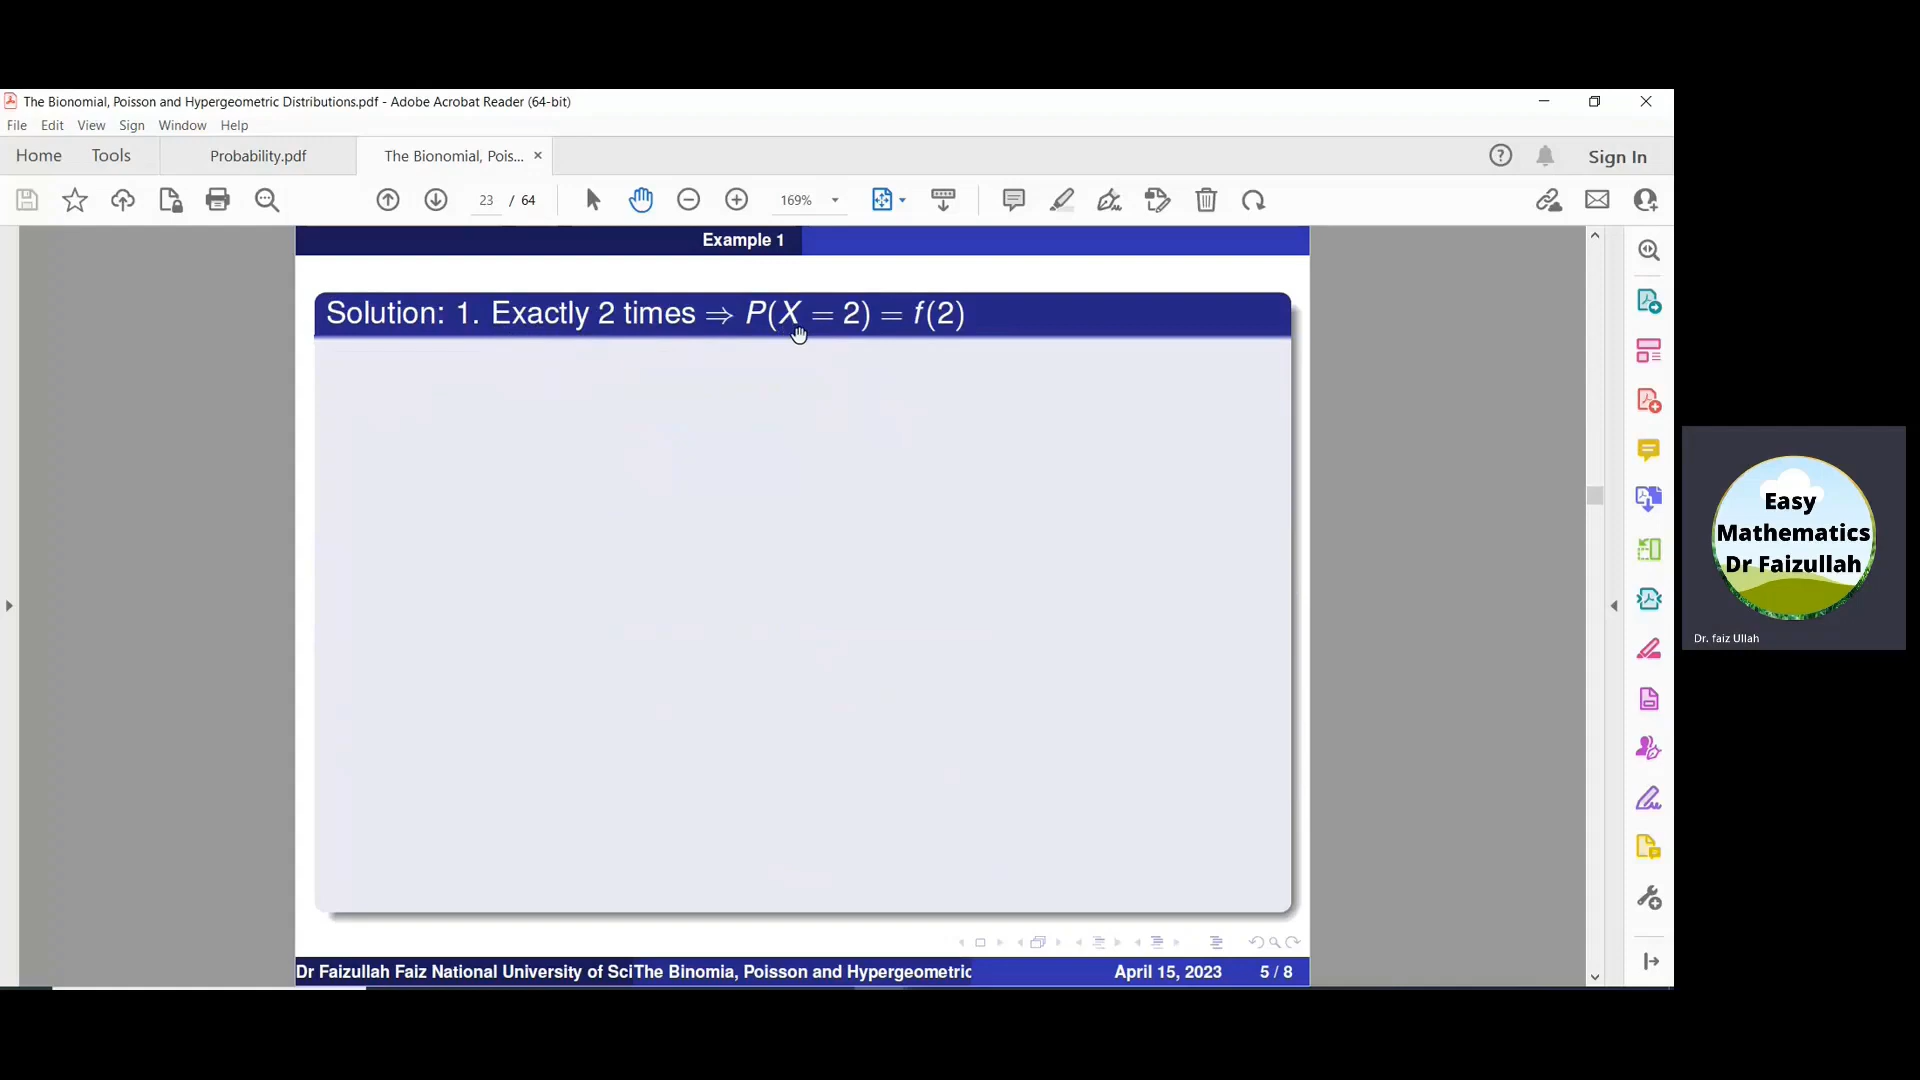 The Bionomial, Poisson and Hypergeometric Distributions.pdf - Adobe Acrobat Reader (64-bit)
File Edit View Sign Window Help
Home Tools Probability.pdf The Bionomial, Pois... × Sign In
23 / 64 169%
Example 1
Solution: 1. Exactly 2 times ⇒ P(X = 2) = f(2)
Easy
Mathematics
Dr Faizullah
Dr. faiz Ullah
Dr Faizullah Faiz National University of Sci The Binomia, Poisson and Hypergeometric April 15, 2023 5 / 8